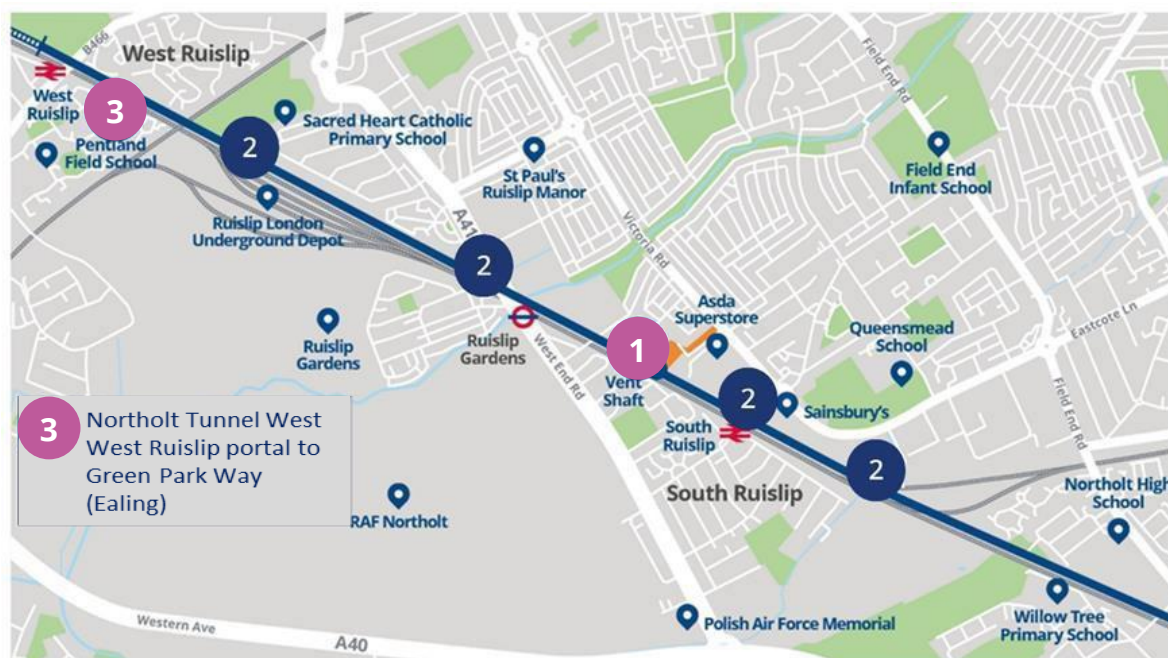 B466
West Ruislip
West
Ruislip
3
Pentland
Field School
2
Sacred Heart Catholic
Primary School
Ruislip London
Underground Depot
St Paul's
Ruislip Manor
Field End Rd
Field End
Infant School
A41
Victoria Rd
2
Ruislip
Gardens
Ruislip
Gardens
West End Rd
1
Vent
Shaft
Asda
Superstore
Queensmead
School
Eastcote Ln
2
Sainsbury's
South
Ruislip
2
South Ruislip
Field End Rd
Northolt High
School
3
Northolt Tunnel West
West Ruislip portal to
Green Park Way
(Ealing)
RAF Northolt
Western Ave
A40
Polish Air Force Memorial
Willow Tree
Primary School